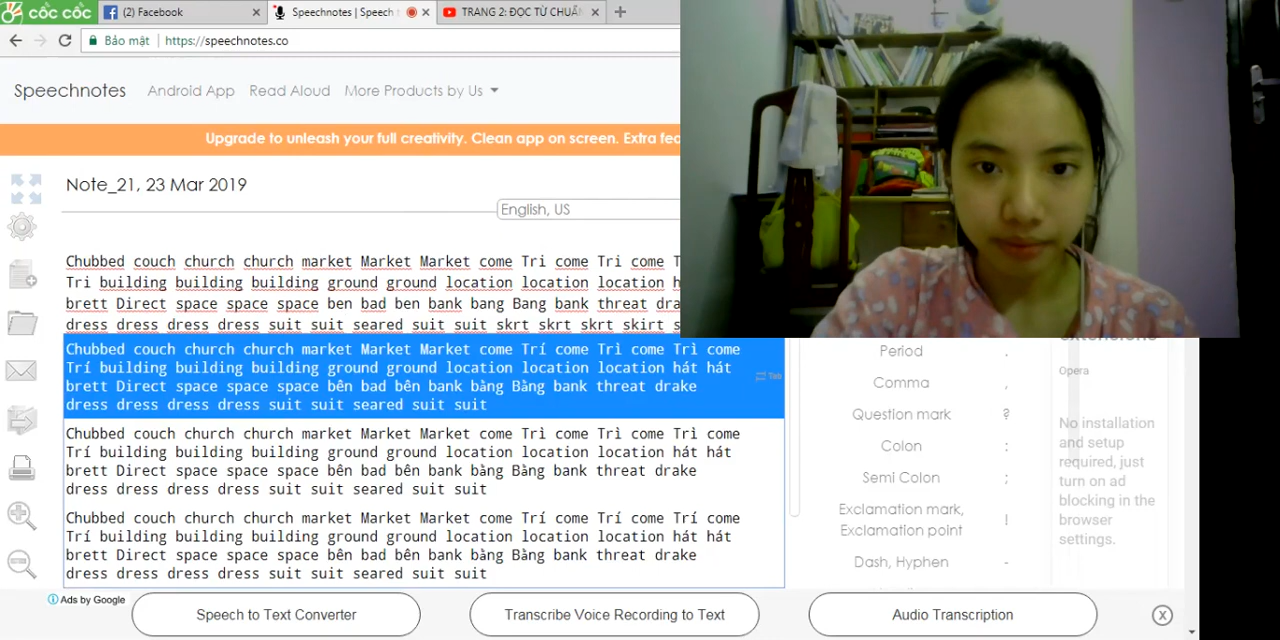 cốc cốc
(2) Facebook
Speechnotes | Speech
TRANG 2: ĐỌC TỪ CHUẨN
Bảo mật
https://speechnotes.co
Speechnotes
Android App
Read Aloud
More Products by Us
Upgrade to unleash your full creativity. Clean app on screen. Extra fea
Note_21, 23 Mar 2019
English, US
Chubbed couch church church market Market Market come Tri come Tri come T
Tri building building building ground ground location location location h
brett Direct space space space ben bad ben bank bang Bang bank threat dra
dress dress dress dress suit suit seared suit suit skrt skrt skrt skirt s
Chubbed couch church church market Market Market come Trí come Trì come Trì come
Trí building building building ground ground location location location hát hát
brett Direct space space space bên bad bên bank bằng Bằng bank threat drake
dress dress dress dress suit suit seared suit suit
Tab
Chubbed couch church church market Market Market come Trì come Trì come Trì come
Trí building building building ground ground location location location hát hát
brett Direct space space space bên bad bên bank bằng Bằng bank threat drake
dress dress dress dress suit suit seared suit suit
Chubbed couch church church market Market Market come Trí come Trí come Trí come
Trí building building building ground ground location location location hát hát
brett Direct space space space bên bad bên bank bằng Bằng bank threat drake
dress dress dress dress suit suit seared suit suit
Period .
Comma ,
Question mark ?
Colon :
Semi Colon ;
Exclamation mark,
Exclamation point !
Dash, Hyphen -
extensions
Opera
No installation
and setup
required, just
turn on ad
blocking in the
browser
settings.
Ads by Google
Speech to Text Converter
Transcribe Voice Recording to Text
Audio Transcription
X